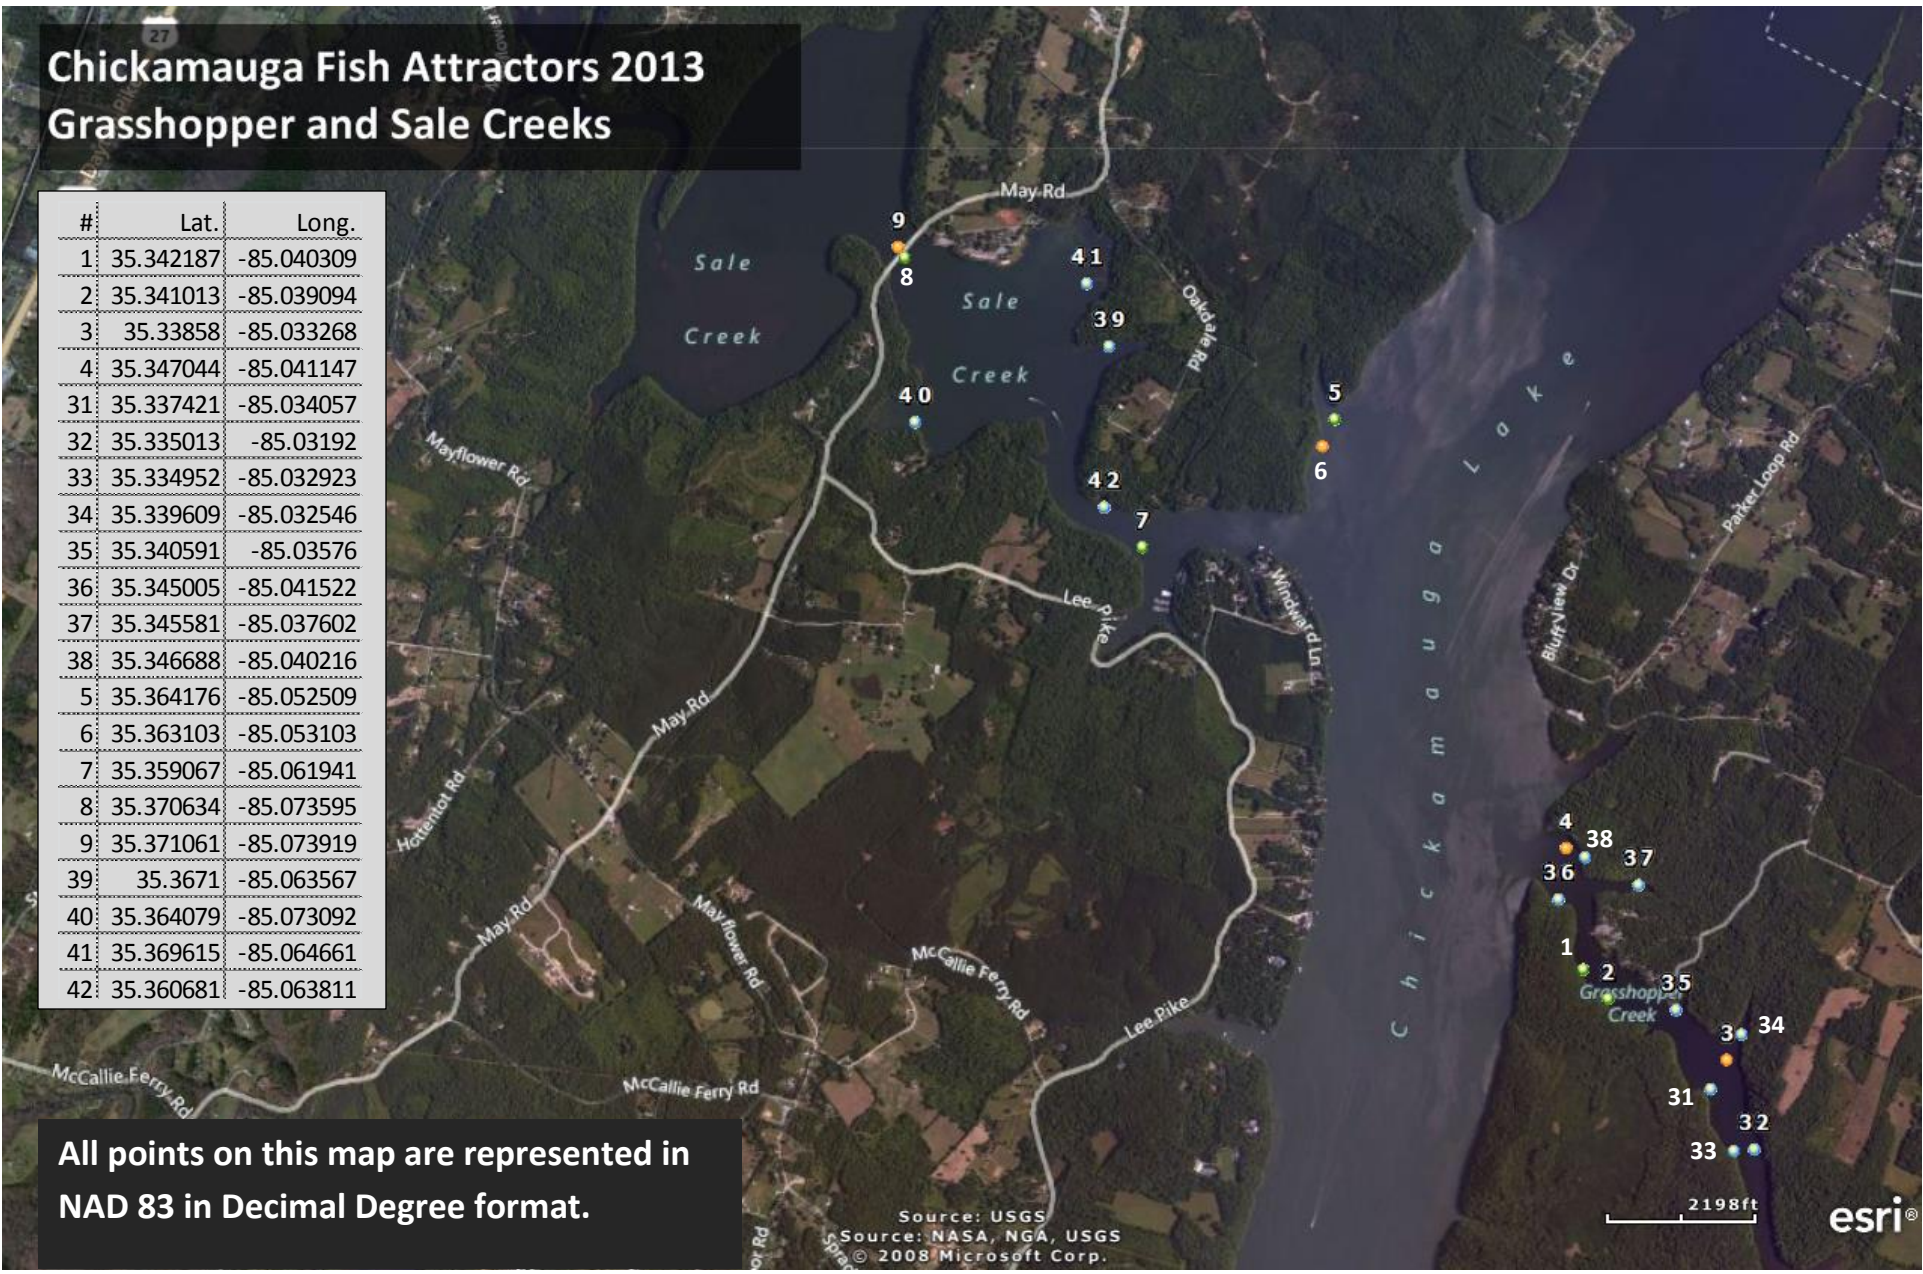 27
Chickamauga Fish Attractors 2013
Grasshopper and Sale Creeks
# Lat. Long.
1 35.342187 -85.040309
2 35.341013 -85.039094
3 35.33858 -85.033268
4 35.347044 -85.041147
31 35.337421 -85.034057
32 35.335013 -85.03192
33 35.334952 -85.032923
34 35.339609 -85.032546
35 35.340591 -85.03576
36 35.345005 -85.041522
37 35.345581 -85.037602
38 35.346688 -85.040216
5 35.364176 -85.052509
6 35.363103 -85.053103
7 35.359067 -85.061941
8 35.370634 -85.073595
9 35.371061 -85.073919
39 35.3671 -85.063567
40 35.364079 -85.073092
41 35.369615 -85.064661
42 35.360681 -85.063811
May Rd
9
8
41
Sale
Creek
Sale
Creek
39
Oakdale Rd
40
5
6
Lake
Mayflower Rd
42
7
Parker Loop Rd
Lee Pike
Windward Ln
Bluff View Dr
Chickamauga
May Rd
Hottentot Rd
4
38
37
36
May Rd
Mayflower Rd
McCallie Ferry Rd
Lee Pike
1
2
35
Grasshopper
Creek
3
34
31
32
33
McCallie Ferry Rd
McCallie Ferry Rd
All points on this map are represented in
NAD 83 in Decimal Degree format.
2198ft
esri®
Source: USGS
Source: NASA, NGA, USGS
© 2008 Microsoft Corp.